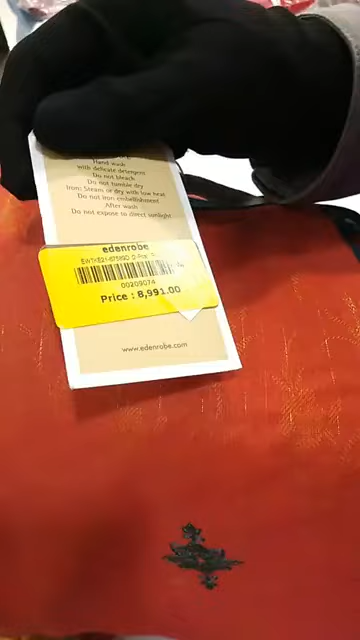 Hand wash
with delicate detergent
Do not bleach
Do not tumble dry
Iron: Steam or dry with low heat
Do not iron embellishment
After wash
Do not expose to direct sunlight
edenrobe
00209074
Price : 8,991.00
www.edenrobe.com